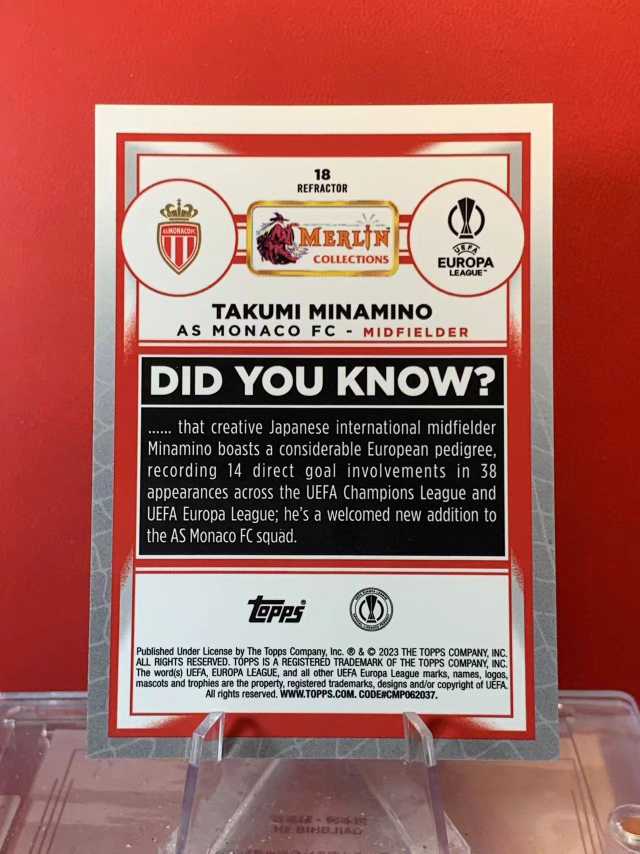 18
REFRACTOR
AS MONACO FC
MERLIN
COLLECTIONS
UEFA
EUROPA
LEAGUE™
TAKUMI MINAMINO
AS MONACO FC - MIDFIELDER
DID YOU KNOW?
...... that creative Japanese international midfielder
Minamino boasts a considerable European pedigree,
recording 14 direct goal involvements in 38
appearances across the UEFA Champions League and
UEFA Europa League; he's a welcomed new addition to
the AS Monaco FC squad.
topps®
Published Under License by The Topps Company, Inc. ® & © 2023 THE TOPPS COMPANY, INC.
ALL RIGHTS RESERVED. TOPPS IS A REGISTERED TRADEMARK OF THE TOPPS COMPANY, INC.
The word(s) UEFA, EUROPA LEAGUE, and all other UEFA Europa League marks, names, logos,
mascots and trophies are the property, registered trademarks, designs and/or copyright of UEFA.
All rights reserved. WWW.TOPPS.COM. CODE#CMP062037.